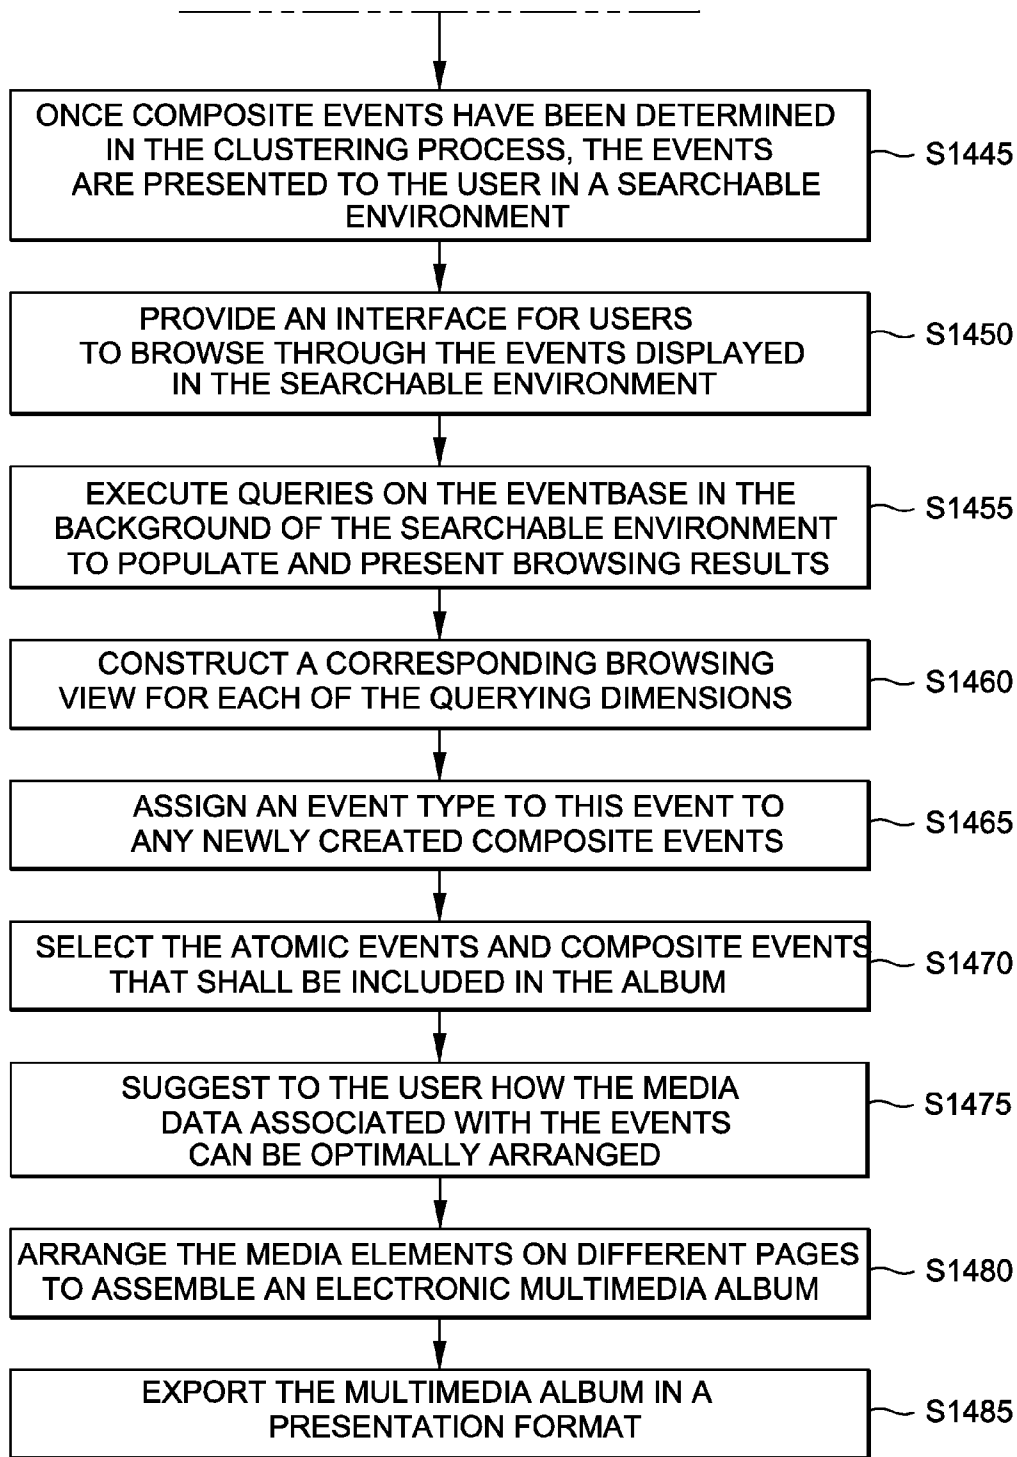 ONCE COMPOSITE EVENTS HAVE BEEN DETERMINED
IN THE CLUSTERING PROCESS, THE EVENTS
ARE PRESENTED TO THE USER IN A SEARCHABLE
ENVIRONMENT
S1445
PROVIDE AN INTERFACE FOR USERS
TO BROWSE THROUGH THE EVENTS DISPLAYED
IN THE SEARCHABLE ENVIRONMENT
S1450
EXECUTE QUERIES ON THE EVENTBASE IN THE
BACKGROUND OF THE SEARCHABLE ENVIRONMENT
TO POPULATE AND PRESENT BROWSING RESULTS
S1455
CONSTRUCT A CORRESPONDING BROWSING
VIEW FOR EACH OF THE QUERYING DIMENSIONS
S1460
ASSIGN AN EVENT TYPE TO THIS EVENT TO
ANY NEWLY CREATED COMPOSITE EVENTS
S1465
SELECT THE ATOMIC EVENTS AND COMPOSITE EVENTS
THAT SHALL BE INCLUDED IN THE ALBUM
S1470
SUGGEST TO THE USER HOW THE MEDIA
DATA ASSOCIATED WITH THE EVENTS
CAN BE OPTIMALLY ARRANGED
S1475
ARRANGE THE MEDIA ELEMENTS ON DIFFERENT PAGES
TO ASSEMBLE AN ELECTRONIC MULTIMEDIA ALBUM
S1480
EXPORT THE MULTIMEDIA ALBUM IN A
PRESENTATION FORMAT
S1485